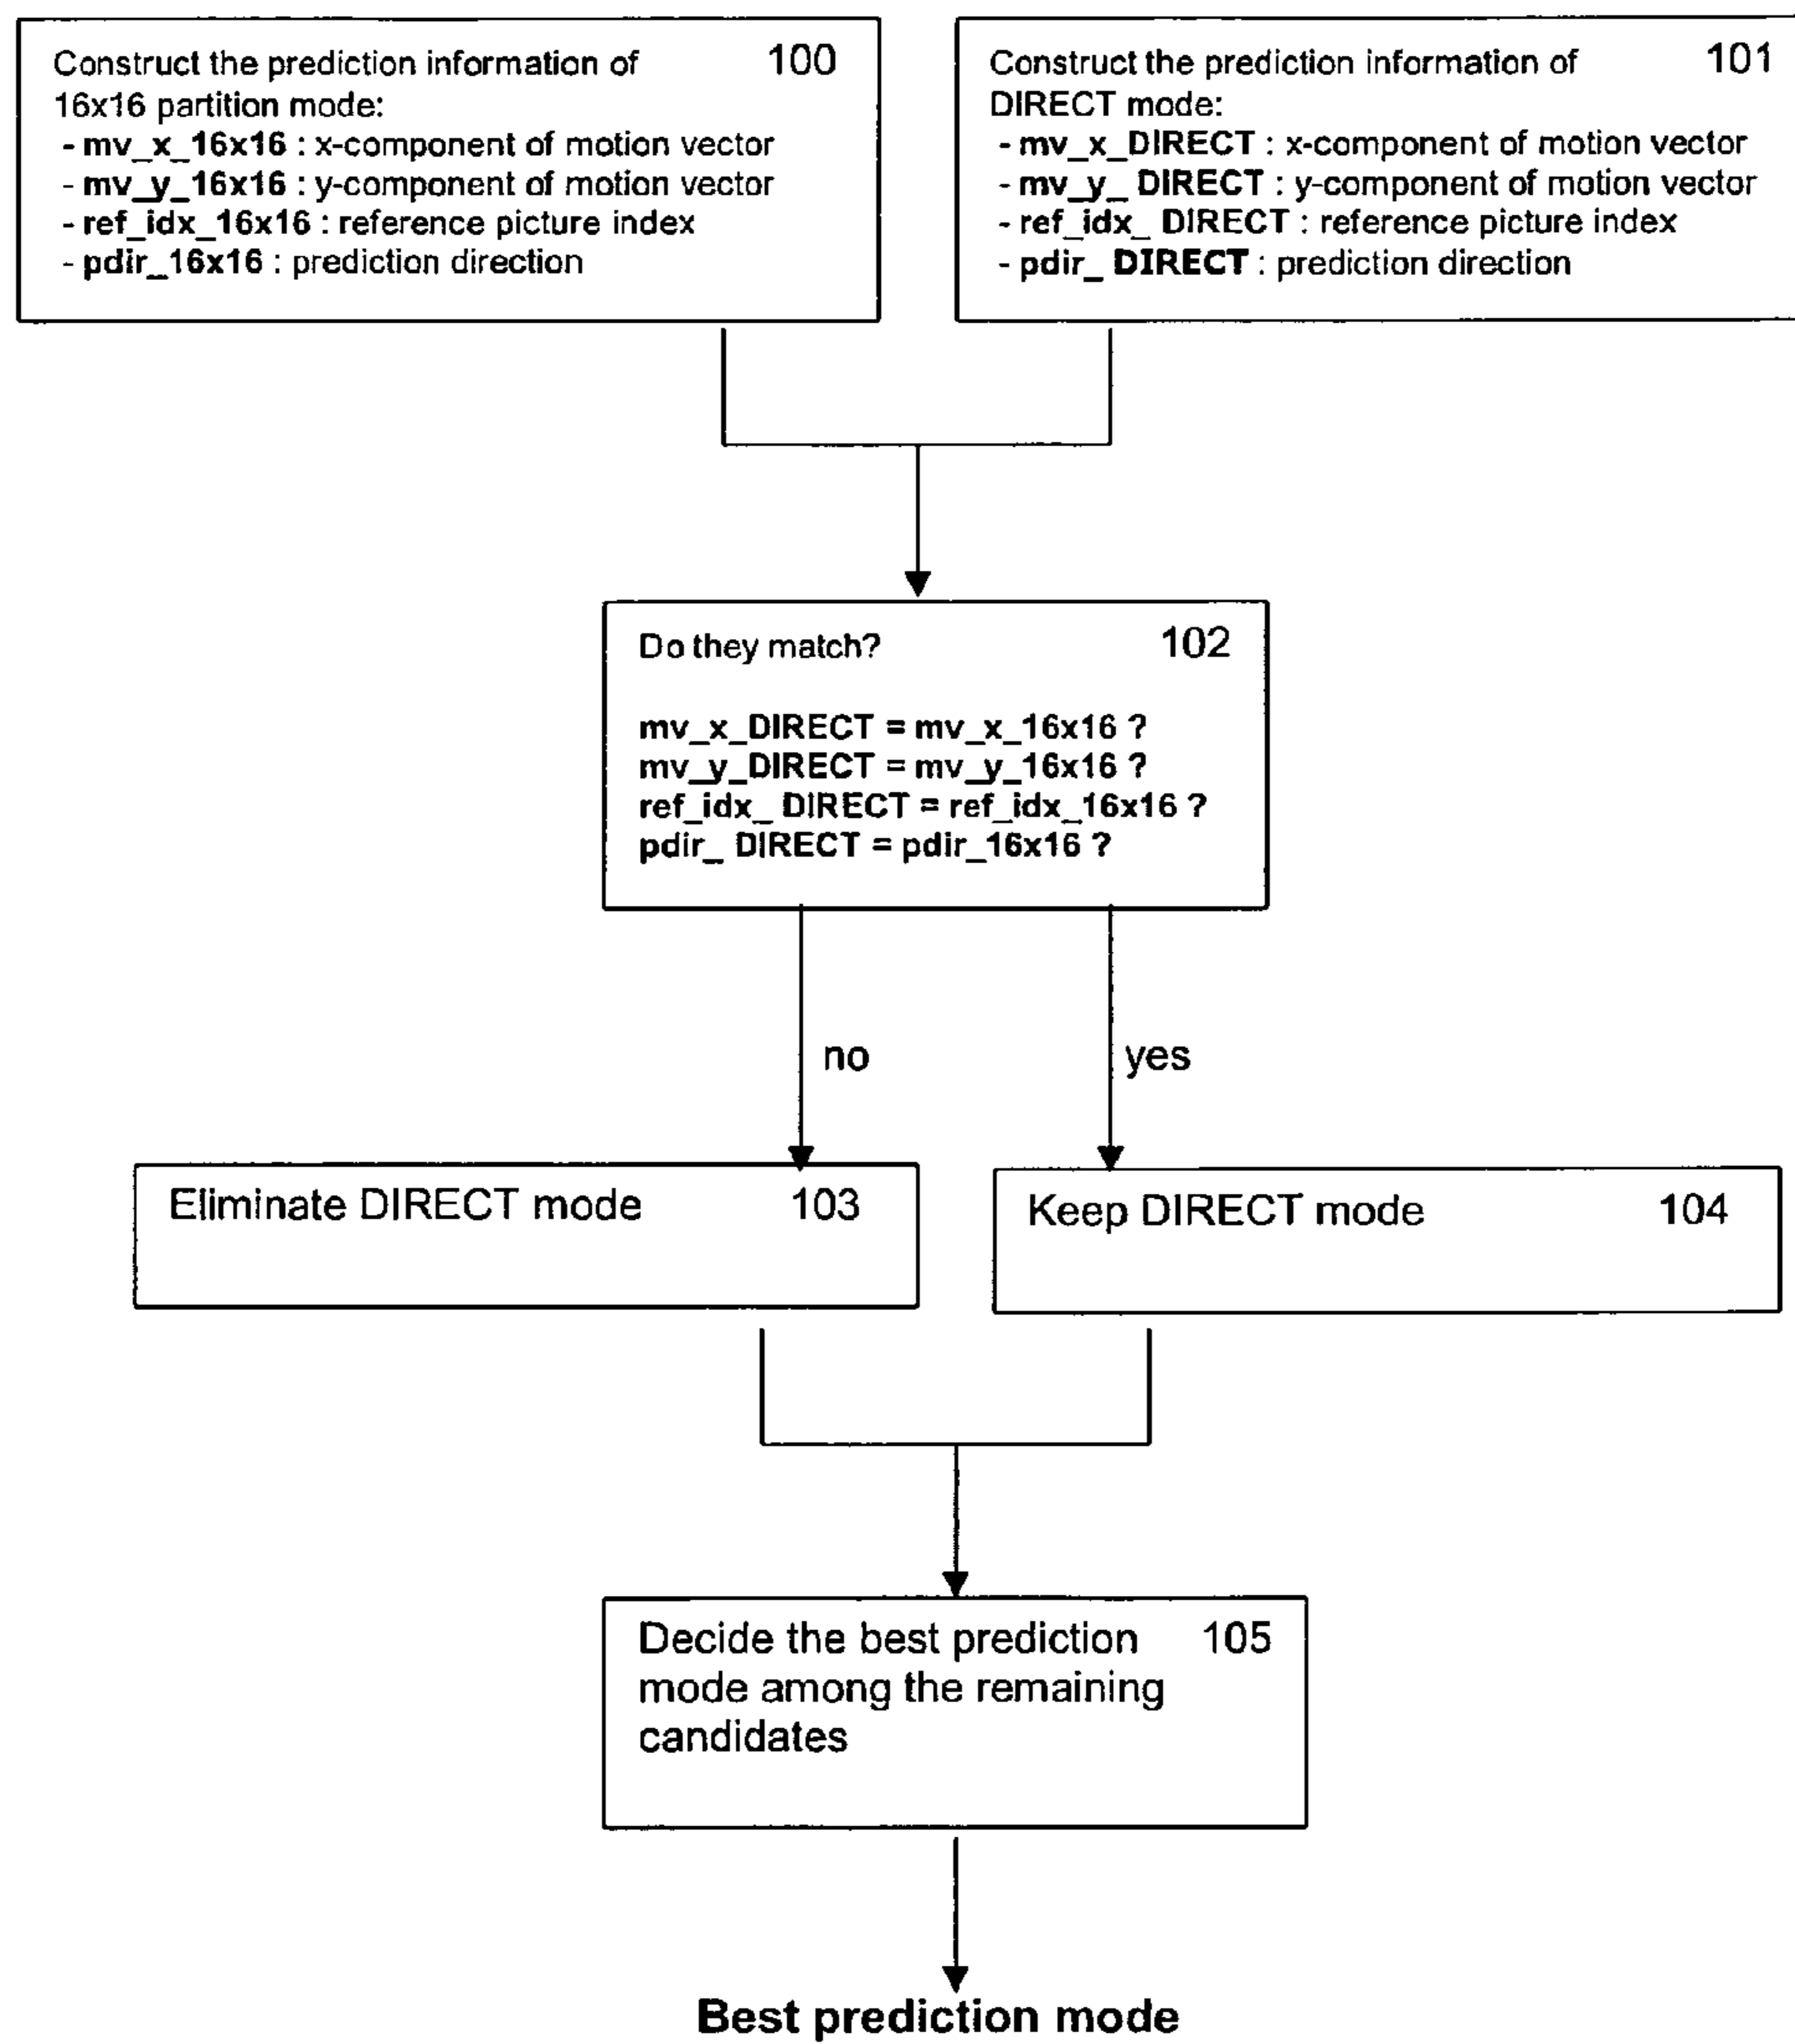 Construct the prediction information of 100
16x16 partition mode:
- mv_x_16x16 : x-component of motion vector
- mv_y_16x16 : y-component of motion vector
- ref_idx_16x16 : reference picture index
- pdir_16x16 : prediction direction
Construct the prediction information of 101
DIRECT mode:
- mv_x_DIRECT : x-component of motion vector
- mv_y_ DIRECT : y-component of motion vector
- ref_idx_ DIRECT : reference picture index
- pdir_ DIRECT : prediction direction
Do they match? 102
mv_x_DIRECT = mv_x_16x16 ?
mv_y_DIRECT = mv_y_16x16 ?
ref_idx_ DIRECT = ref_idx_16x16 ?
pdir_ DIRECT = pdir_16x16 ?
no
yes
Eliminate DIRECT mode 103
Keep DIRECT mode 104
Decide the best prediction 105
mode among the remaining
candidates
Best prediction mode